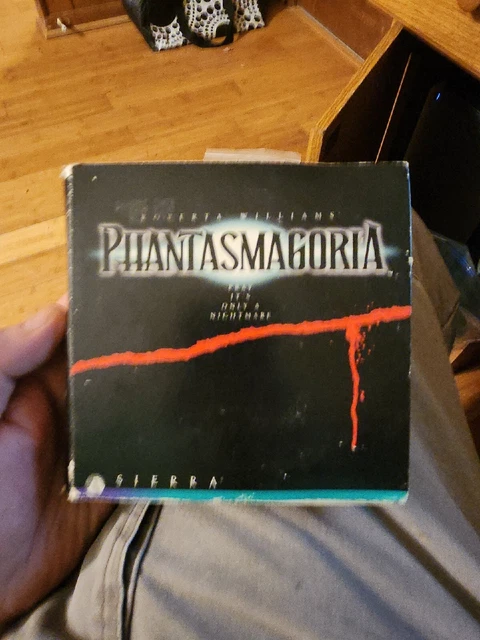 ROBERTA WILLIAMS'
PHANTASMAGORIA
PRAY
IT'S
ONLY A
NIGHTMARE
SIERRA